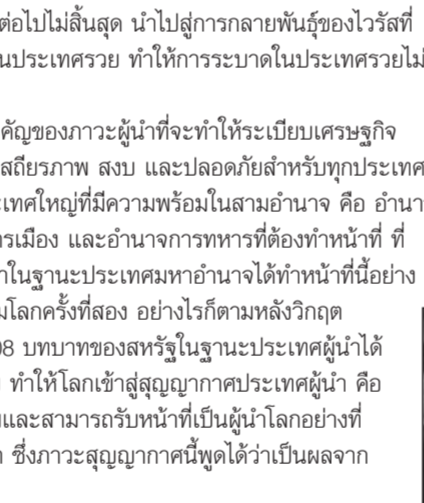 ต่อไปไม่สิ้นสุด นำไปสู่การกลายพันธุ์ของไวรัสที่
นประเทศรวย ทำให้การระบาดในประเทศรวยไม่
คัญของภาวะผู้นำที่จะทำให้ระเบียบเศรษฐกิจ
เสถียรภาพ สงบ และปลอดภัยสำหรับทุกประเทศ
ะเทศใหญ่ที่มีความพร้อมในสามอำนาจ คือ อำนา
ารเมือง และอำนาจการทหารที่ต้องทำหน้าที่ ที่
าในฐานะประเทศมหาอำนาจได้ทำหน้าที่นี้อย่าง
มโลกครั้งที่สอง อย่างไรก็ตามหลังวิกฤต
08 บทบาทของสหรัฐในฐานะประเทศผู้นำได้
ทำให้โลกเข้าสู่สุญญากาศประเทศผู้นำ คือ
มและสามารถรับหน้าที่เป็นผู้นำโลกอย่างที่
ซึ่งภาวะสุญญากาศนี้พูดได้ว่าเป็นผลจาก